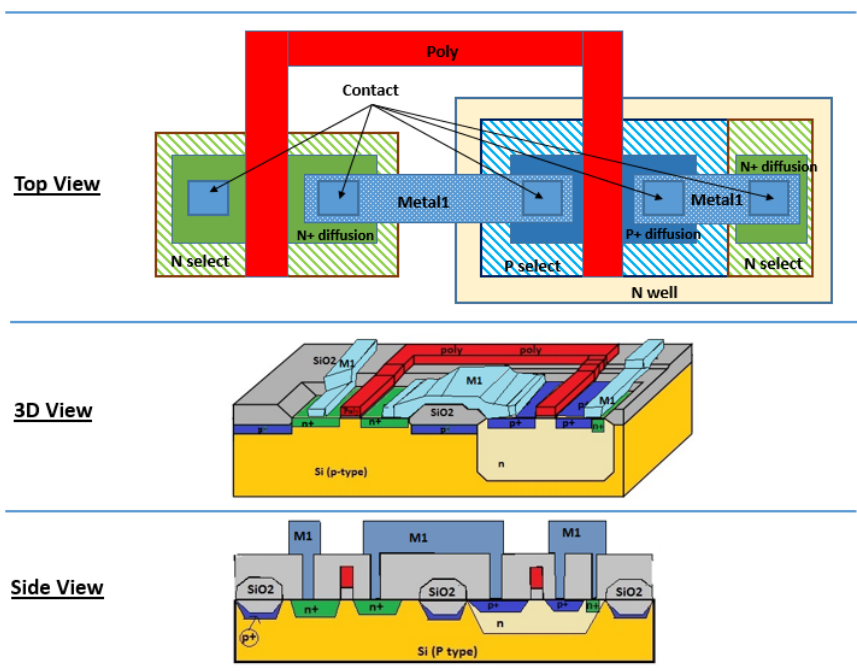 Top View
Poly
Contact
Metal1
N+ diffusion
N select
N+ diffusion
Metal1
P+ diffusion
P select
N select
N well
3D View
SiO2
M1
poly
poly
M1
M1
SiO2
n+
n+
p+
p+
n+
n
Si (p-type)
Side View
M1
M1
M1
SiO2
SiO2
SiO2
n+
n+
p+
p+
n+
n
p+
Si (P type)